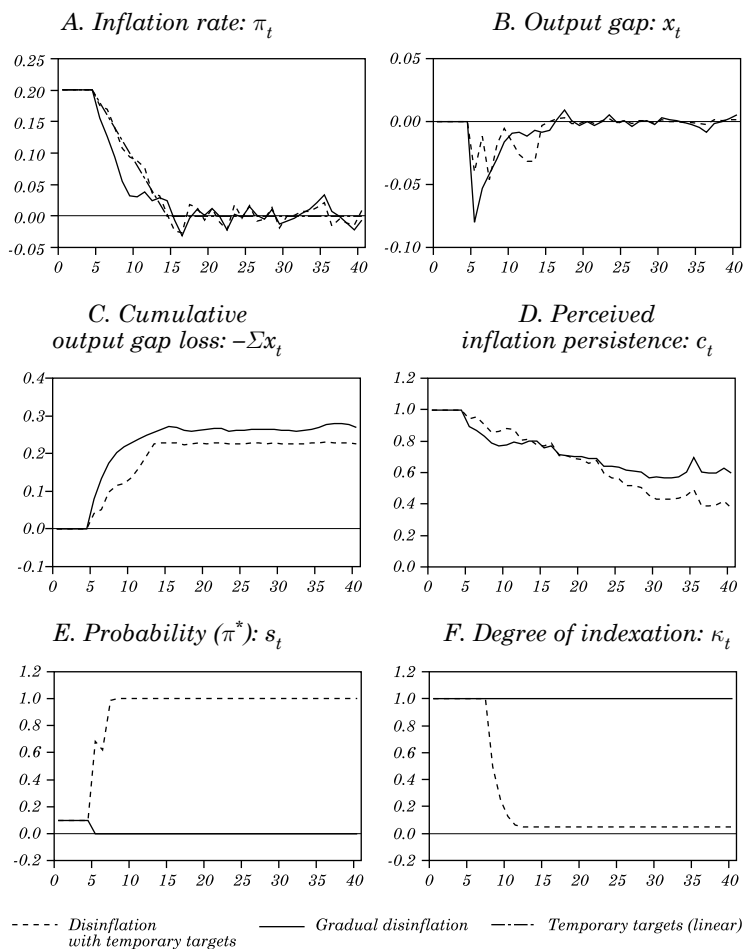 A. Inflation rate: πt
B. Output gap: xt
0.25
0.20
0.15
0.10
0.05
0.00
-0.05
0 5 10 15 20 25 30 35 40
0.05
0.00
-0.05
-0.10
0 5 10 15 20 25 30 35 40
C. Cumulative
output gap loss: –Σxt
D. Perceived
inflation persistence: ct
0.4
0.3
0.2
0.1
0.0
-0.1
0 5 10 15 20 25 30 35 40
1.2
1.0
0.8
0.6
0.4
0.2
0.0
0 5 10 15 20 25 30 35 40
E. Probability (π*): st
F. Degree of indexation: κt
1.2
1.0
0.8
0.6
0.4
0.2
0.0
-0.2
0 5 10 15 20 25 30 35 40
1.2
1.0
0.8
0.6
0.4
0.2
0.0
-0.2
0 5 10 15 20 25 30 35 40
Disinflation
with temporary targets
Gradual disinflation
Temporary targets (linear)